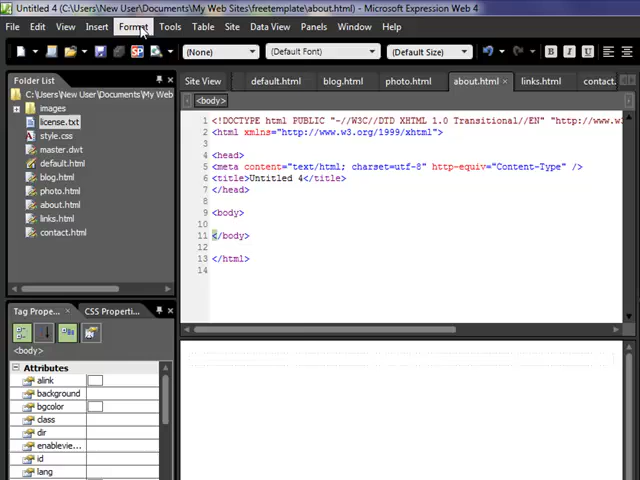 Untitled 4 (C:\Users\New User\Documents\My Web Sites\freetemplate\about.html) - Microsoft Expression Web 4
File Edit View Insert Format Tools Table Site Data View Panels Window Help
(None) (Default Font) (Default Size) B I
Folder List
C:\Users\New User\Documents\My Web
images
license.txt
style.css
master.dwt
default.html
blog.html
photo.html
about.html
links.html
contact.html
Site View default.html blog.html photo.html about.html × links.html contact.
<body>
1 <!DOCTYPE html PUBLIC "-//W3C//DTD XHTML 1.0 Transitional//EN" "http://www.w3
2 <html xmlns="http://www.w3.org/1999/xhtml">
3
4 <head>
5 <meta content="text/html; charset=utf-8" http-equiv="Content-Type" />
6 <title>Untitled 4</title>
7 </head>
8
9 <body>
10
11 </body>
12
13 </html>
14
Tag Prope... × CSS Properti...
<body>
Attributes
alink
background
bgcolor
class
dir
enablevie...
id
lang